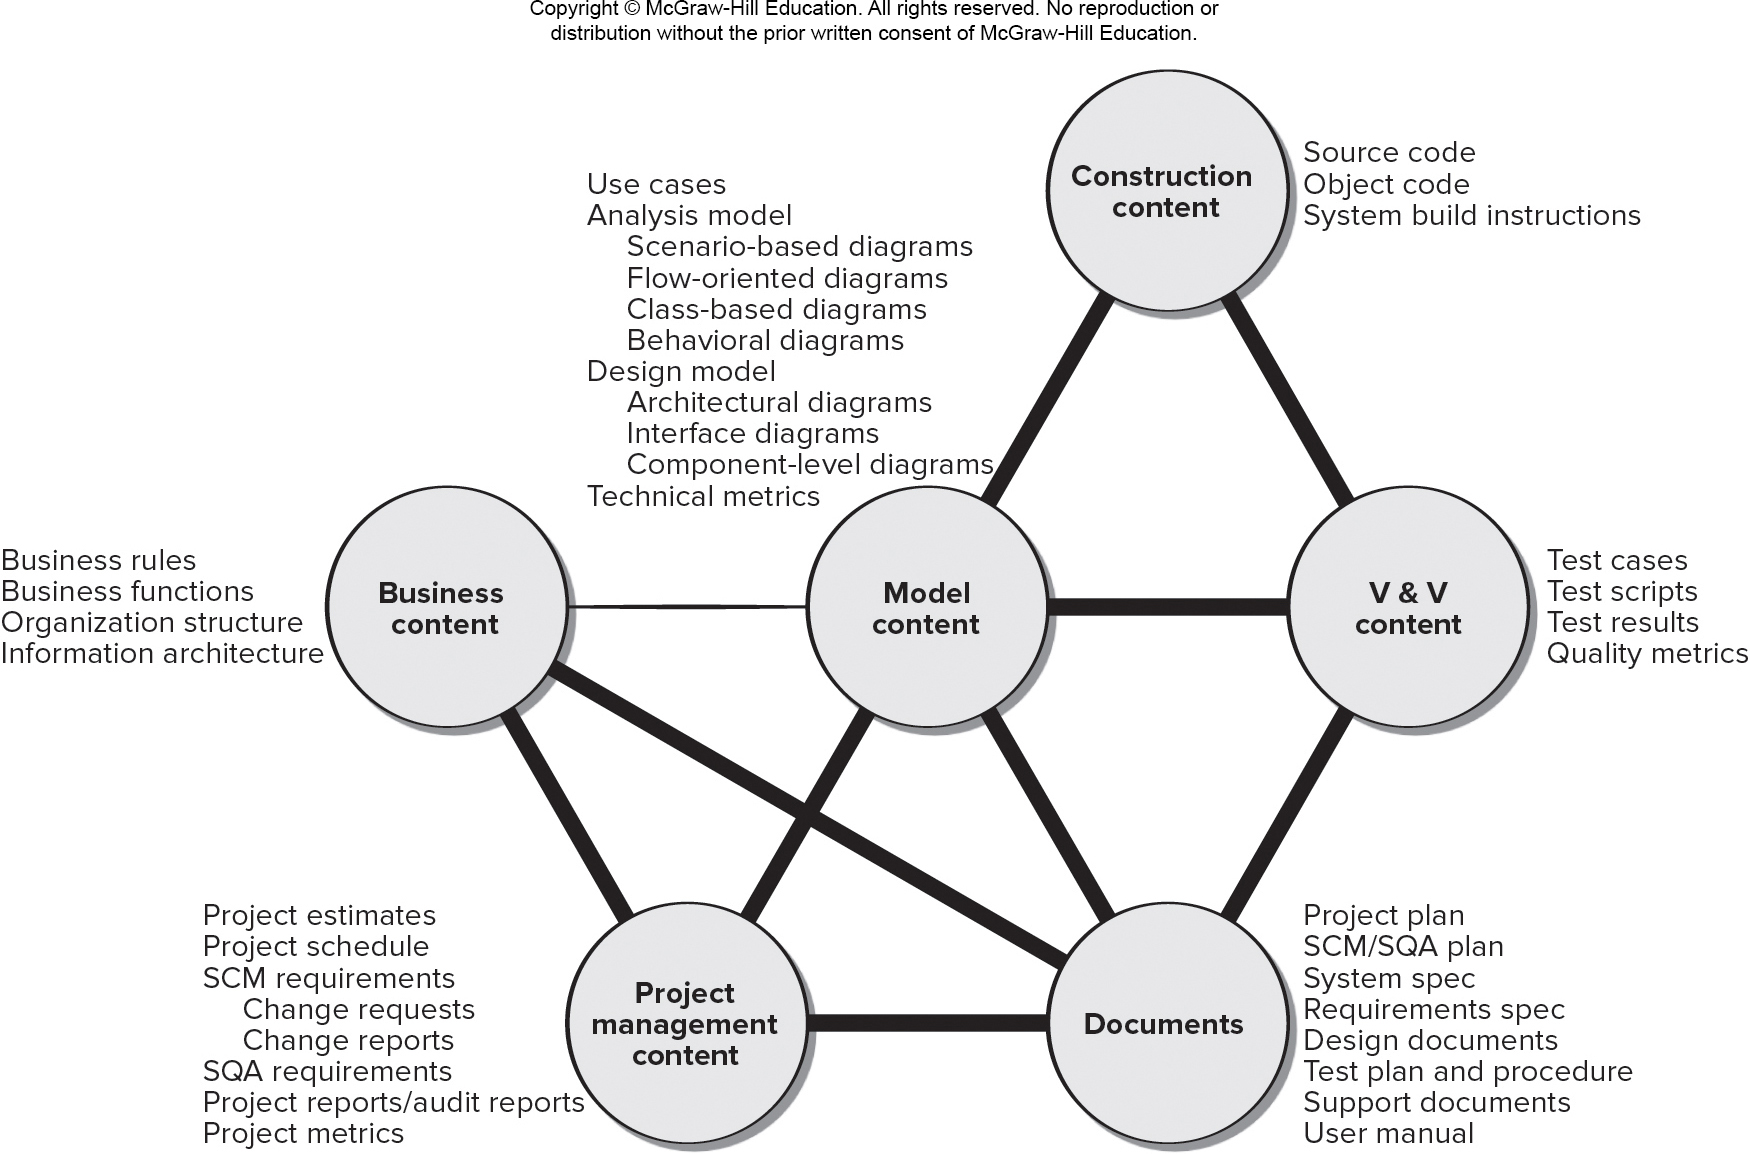 Copyright © McGraw-Hill Education. All rights reserved. No reproduction or
distribution without the prior written consent of McGraw-Hill Education.
Construction
content
Source code
Object code
System build instructions
Use cases
Analysis model
Scenario-based diagrams
Flow-oriented diagrams
Class-based diagrams
Behavioral diagrams
Design model
Architectural diagrams
Interface diagrams
Component-level diagrams
Technical metrics
Business rules
Business functions
Organization structure
Information architecture
Business
content
Model
content
V & V
content
Test cases
Test scripts
Test results
Quality metrics
Project estimates
Project schedule
SCM requirements
Change requests
Change reports
SQA requirements
Project reports/audit reports
Project metrics
Project
management
content
Documents
Project plan
SCM/SQA plan
System spec
Requirements spec
Design documents
Test plan and procedure
Support documents
User manual